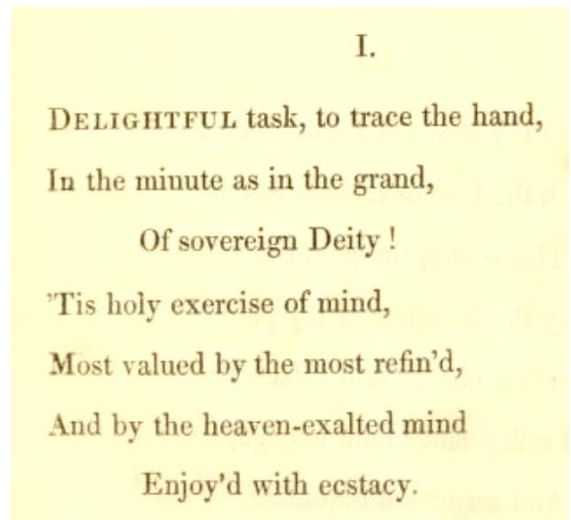 I.
DELIGHTFUL task, to trace the hand,
In the minute as in the grand,
Of sovereign Deity !
'Tis holy exercise of mind,
Most valued by the most refin'd,
And by the heaven-exalted mind
Enjoy'd with ecstacy.